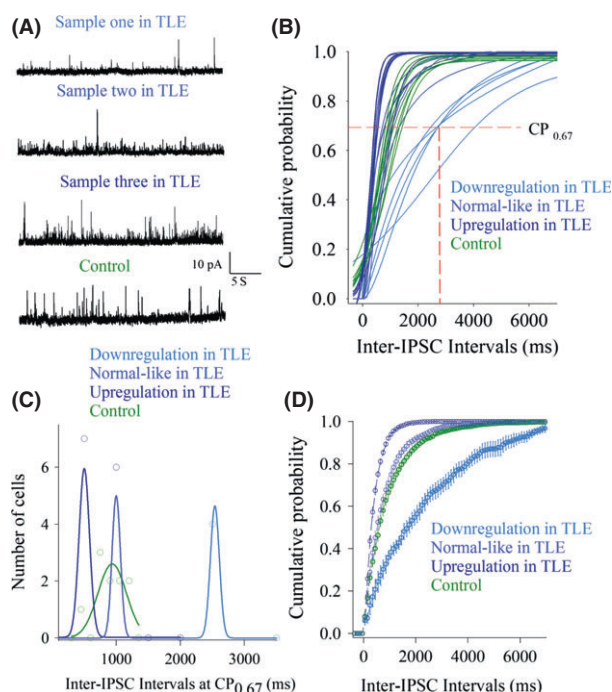 (A)
Sample one in TLE
Sample two in TLE
Sample three in TLE
Control
10 pA
5 S
(B)
Cumulative probability
1.0
0.8
0.6
0.4
0.2
0.0
CP 0.67
Downregulation in TLE
Normal-like in TLE
Upregulation in TLE
Control
0 2000 4000 6000
Inter-IPSC Intervals (ms)
Downregulation in TLE
Normal-like in TLE
Upregulation in TLE
Control
(C)
Number of cells
6
4
2
0
1000 2000 3000
Inter-IPSC Intervals at CP0.67 (ms)
(D)
Cumulative probability
1.0
0.8
0.6
0.4
0.2
0.0
Downregulation in TLE
Normal-like in TLE
Upregulation in TLE
Control
0 2000 4000 6000
Inter-IPSC Intervals (ms)